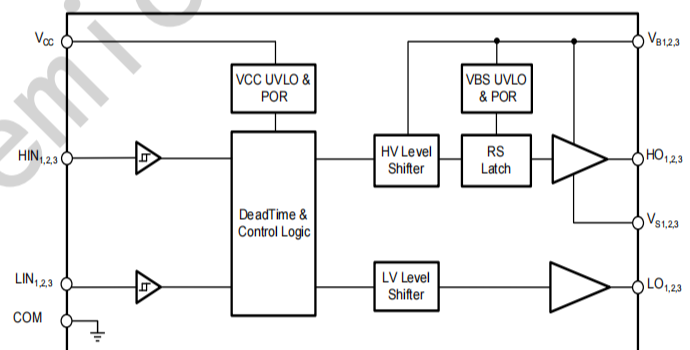 VCC
VB1,2,3
VCC UVLO &
POR
VBS UVLO
& POR
HIN1,2,3
HV Level
Shifter
RS
Latch
HO1,2,3
DeadTime &
Control Logic
VS1,2,3
LIN1,2,3
LV Level
Shifter
LO1,2,3
COM
emic